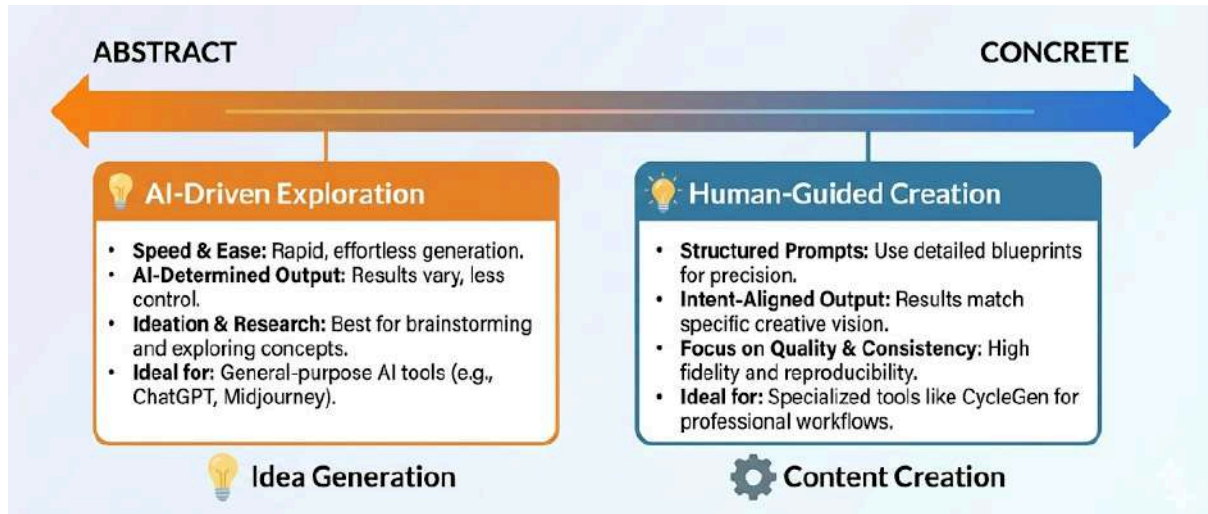 ABSTRACT
CONCRETE
AI-Driven Exploration
• Speed & Ease: Rapid, effortless generation.
• AI-Determined Output: Results vary, less
control.
• Ideation & Research: Best for brainstorming
and exploring concepts.
• Ideal for: General-purpose AI tools (e.g.,
ChatGPT, Midjourney).
Idea Generation
Human-Guided Creation
• Structured Prompts: Use detailed blueprints
for precision.
• Intent-Aligned Output: Results match
specific creative vision.
• Focus on Quality & Consistency: High
fidelity and reproducibility.
• Ideal for: Specialized tools like CycleGen for
professional workflows.
Content Creation